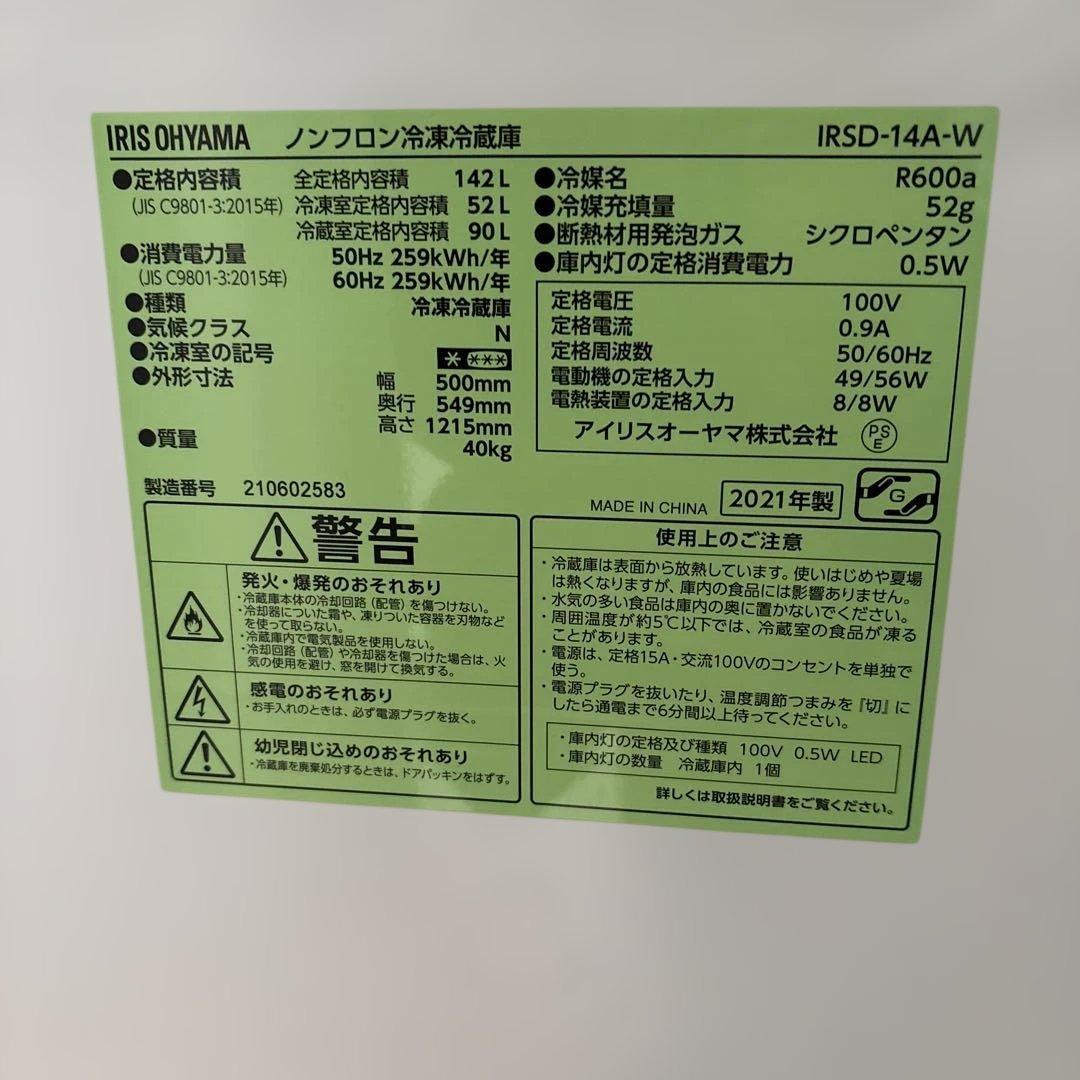 IRIS OHYAMA ノンフロン冷凍冷蔵庫 IRSD-14A-W
●定格内容積 全定格内容積 142L
(JIS C9801-3:2015年) 冷凍室定格内容積 52L
冷蔵室定格内容積 90L
●消費電力量 50Hz 259kWh/年
(JIS C9801-3:2015年) 60Hz 259kWh/年
●種類 冷凍冷蔵庫
●気候クラス N
●冷凍室の記号 * ***
●外形寸法 幅 500mm
奥行 549mm
高さ 1215mm
●質量 40kg
製造番号 210602583
●冷媒名 R600a
●冷媒充填量 52g
●断熱材用発泡ガス シクロペンタン
●庫内灯の定格消費電力 0.5W
定格電圧 100V
定格電流 0.9A
定格周波数 50/60Hz
電動機の定格入力 49/56W
電熱装置の定格入力 8/8W
アイリスオーヤマ株式会社 PSE
MADE IN CHINA 2021年製 G
警告
発火・爆発のおそれあり
・冷蔵庫本体の冷却回路(配管)を傷つけない。
・冷却器についた霜や、凍りついた容器を刃物など
を使って取らない。
・冷蔵庫内で電気製品を使用しない。
・冷却回路(配管)や冷却器を傷つけた場合は、火
気の使用を避け、窓を開けて換気する。
感電のおそれあり
・お手入れのときは、必ず電源プラグを抜く。
幼児閉じ込めのおそれあり
・冷蔵庫を廃棄処分するときは、ドアパッキンをはずす。
使用上のご注意
・冷蔵庫は表面から放熱しています。使いはじめや夏場
は熱くなりますが、庫内の食品には影響ありません。
・水気の多い食品は庫内の奥に置かないでください。
・周囲温度が約5℃以下では、冷蔵室の食品が凍る
ことがあります。
・電源は、定格15A・交流100Vのコンセントを単独で
使う。
・電源プラグを抜いたり、温度調節つまみを『切』に
したら通電まで6分間以上待ってください。
・庫内灯の定格及び種類 100V 0.5W LED
・庫内灯の数量 冷蔵庫内 1個
詳しくは取扱説明書をご覧ください。